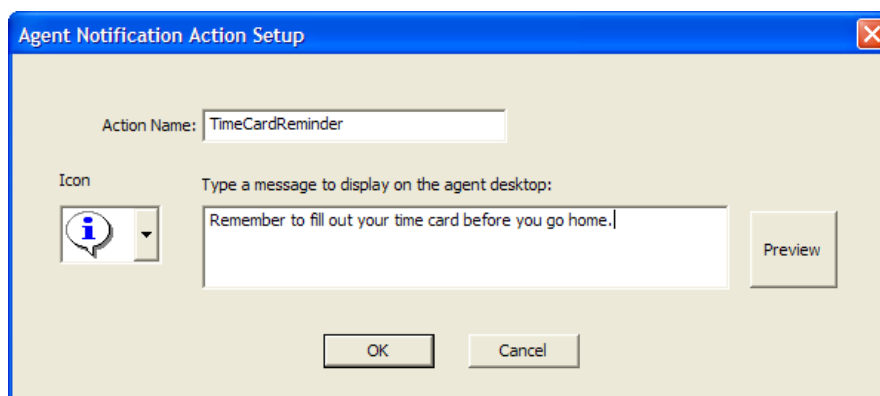 Agent Notification Action Setup
Action Name: TimeCardReminder
Icon
Type a message to display on the agent desktop:
Remember to fill out your time card before you go home.
Preview
OK
Cancel